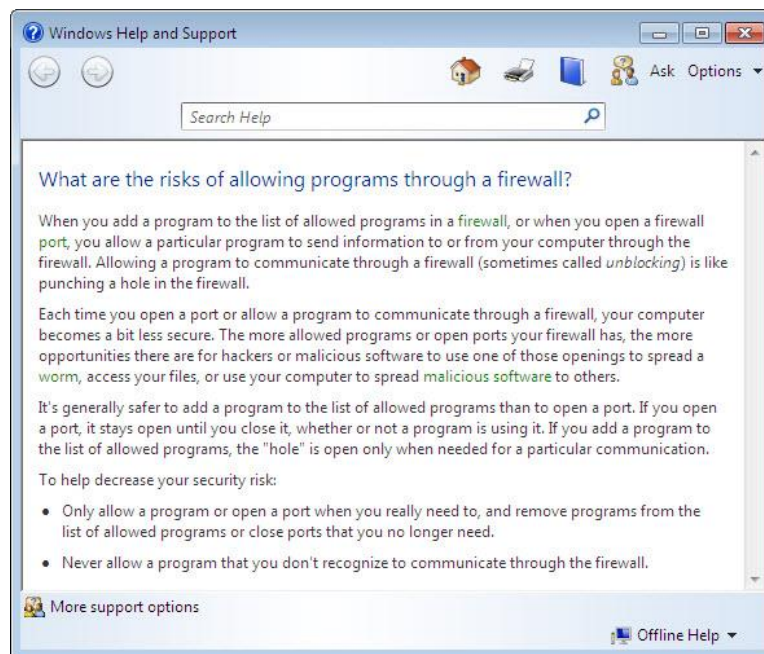 Windows Help and Support
Ask Options
Search Help
What are the risks of allowing programs through a firewall?
When you add a program to the list of allowed programs in a firewall, or when you open a firewall
port, you allow a particular program to send information to or from your computer through the
firewall. Allowing a program to communicate through a firewall (sometimes called unblocking) is like
punching a hole in the firewall.
Each time you open a port or allow a program to communicate through a firewall, your computer
becomes a bit less secure. The more allowed programs or open ports your firewall has, the more
opportunities there are for hackers or malicious software to use one of those openings to spread a
worm, access your files, or use your computer to spread malicious software to others.
It's generally safer to add a program to the list of allowed programs than to open a port. If you open
a port, it stays open until you close it, whether or not a program is using it. If you add a program to
the list of allowed programs, the "hole" is open only when needed for a particular communication.
To help decrease your security risk:
• Only allow a program or open a port when you really need to, and remove programs from the
list of allowed programs or close ports that you no longer need.
• Never allow a program that you don't recognize to communicate through the firewall.
More support options
Offline Help